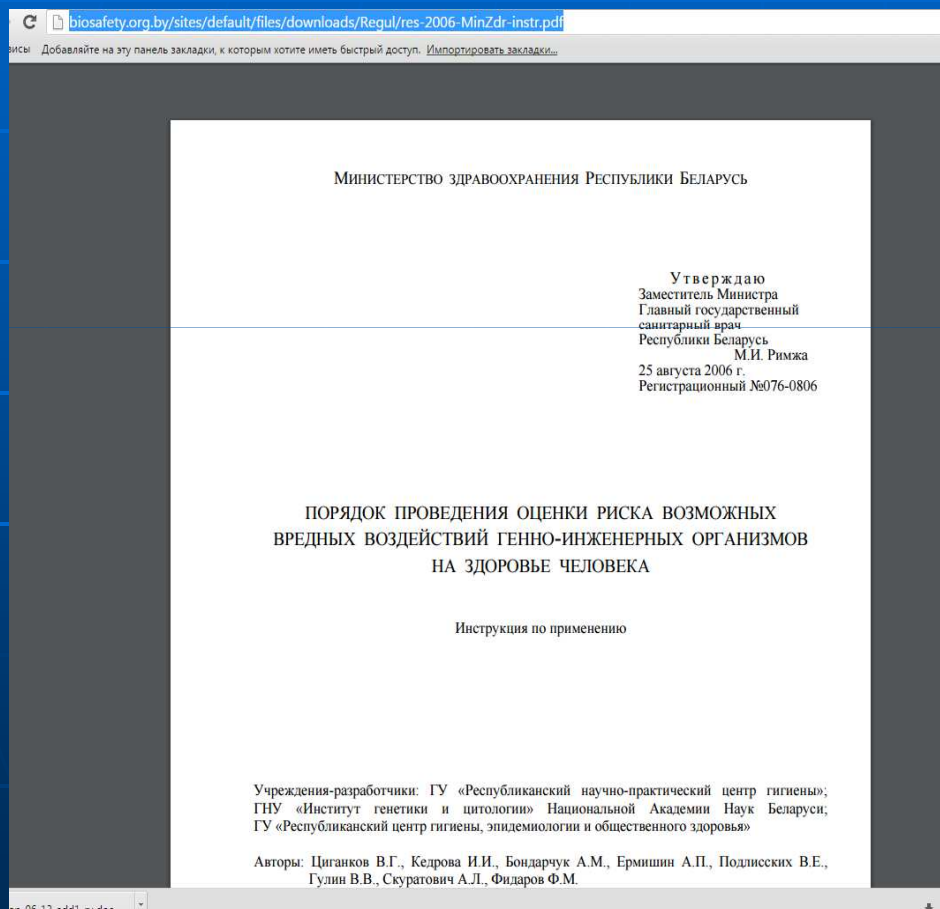 biosafety.org.by/sites/default/files/downloads/Regul/res-2006-MinZdr-instr.pdf
Добавляйте на эту панель закладки, к которым хотите иметь быстрый доступ. Импортировать закладки...
МИНИСТЕРСТВО ЗДРАВООХРАНЕНИЯ РЕСПУБЛИКИ БЕЛАРУСЬ
Утверждаю
Заместитель Министра
Главный государственный
санитарный врач
Республики Беларусь
М.И. Римжа
25 августа 2006 г.
Регистрационный №076-0806
ПОРЯДОК ПРОВЕДЕНИЯ ОЦЕНКИ РИСКА ВОЗМОЖНЫХ
ВРЕДНЫХ ВОЗДЕЙСТВИЙ ГЕННО-ИНЖЕНЕРНЫХ ОРГАНИЗМОВ
НА ЗДОРОВЬЕ ЧЕЛОВЕКА
Инструкция по применению
Учреждения-разработчики: ГУ «Республиканский научно-практический центр гигиены»;
ГНУ «Институт генетики и цитологии» Национальной Академии Наук Беларуси;
ГУ «Республиканский центр гигиены, эпидемиологии и общественного здоровья»
Авторы: Циганков В.Г., Кедрова И.И., Бондарчук А.М., Ермишин А.П., Подлисских В.Е.,
Гулин В.В., Скуратович А.Л., Фидаров Ф.М.